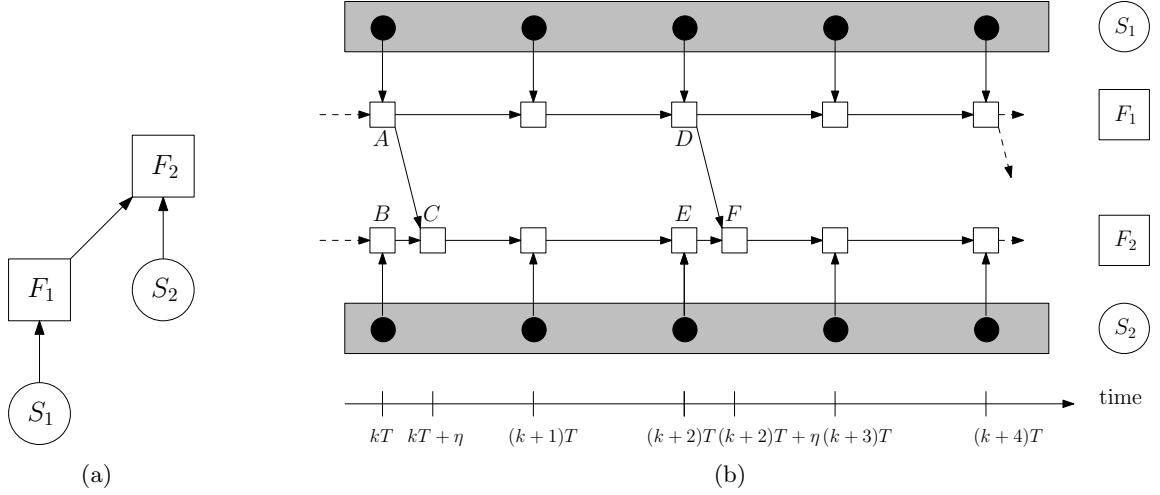 F₂
F₁
S₂
S₁
(a)
S₁
F₁
A
D
B
C
E
F
F₂
S₂
time
kT
kT + η
(k + 1)T
(k + 2)T
(k + 2)T + η
(k + 3)T
(k + 4)T
(b)